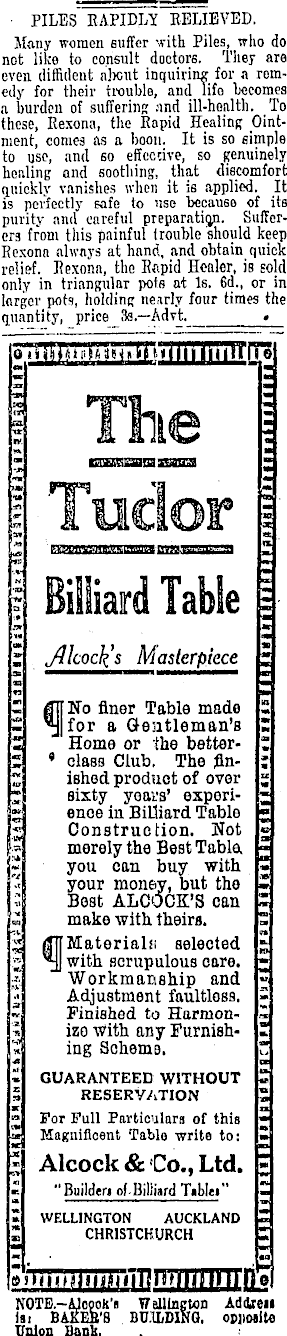 PILES RAPIDLY RELIEVED.
Many women suffer with Piles, who do
not like to consult doctors. They are
even diffident about inquiring for a rem-
edy for their trouble, and life becomes
a burden of suffering and ill-health. To
these, Rexona, the Rapid Healing Oint-
ment, comes as a boon. It is so simple
to use, and so effective, so genuinely
healing and soothing, that discomfort
quickly vanishes when it is applied. It
is perfectly safe to use because of its
purity and careful preparation. Suffer-
ers from this painful trouble should keep
Rexona always at hand, and obtain quick
relief. Rexona, the Rapid Healer, is sold
only in triangular pots at 1s. 6d., or in
larger pots, holding nearly four times the
quantity, price 3s.—Advt.
The
Tudor
Billiard Table
Alcock's Masterpiece
¶ No finer Table made
for a Gentleman's
Home or the better-
class Club. The fin-
ished product of over
sixty years' experi-
ence in Billiard Table
Construction. Not
merely the Best Table
you can buy with
your money, but the
Best ALCOCK'S can
make with theirs.
¶ Materials selected
with scrupulous care.
Workmanship and
Adjustment faultless.
Finished to Harmon-
ize with any Furnish-
ing Scheme.
GUARANTEED WITHOUT
RESERVATION
For Full Particulars of this
Magnificent Table write to:
Alcock & Co., Ltd.
"Builders of Billiard Tables"
WELLINGTON AUCKLAND
CHRISTCHURCH
NOTE.—Alcock's Wellington Address
is: BAKER'S BUILDING, opposite
Union Bank.